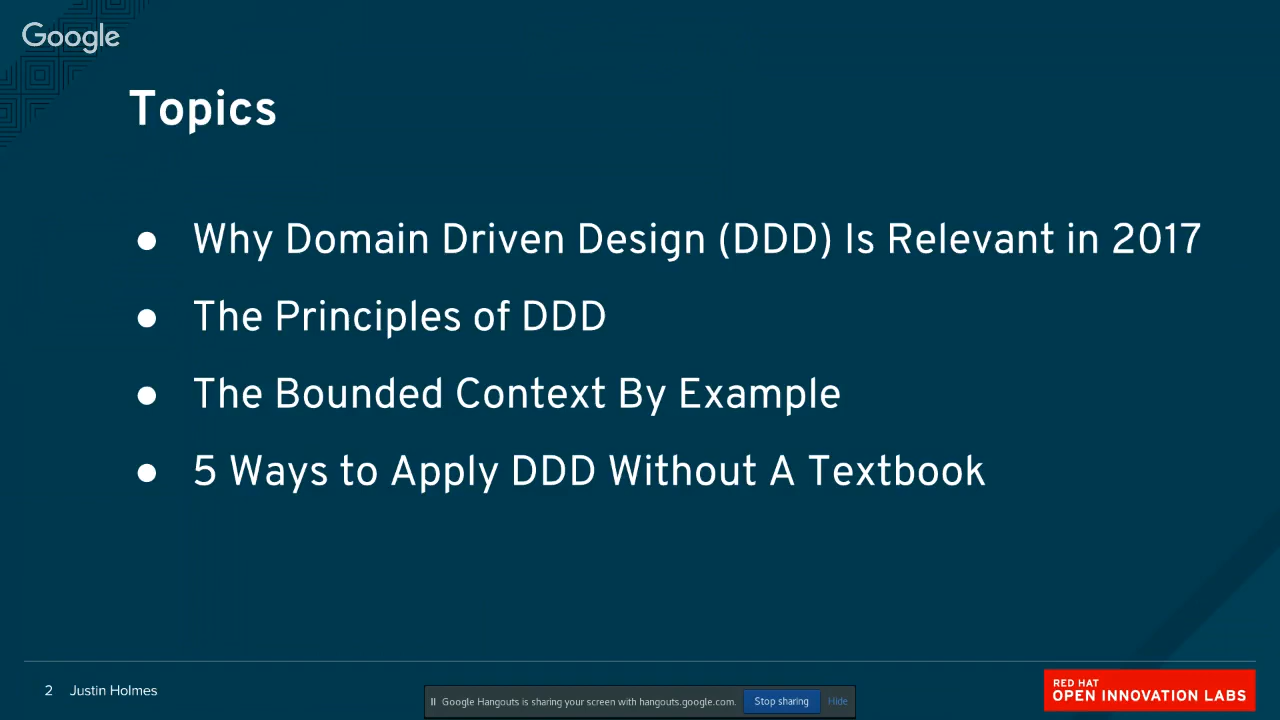 Google
Topics
● Why Domain Driven Design (DDD) Is Relevant in 2017
● The Principles of DDD
● The Bounded Context By Example
● 5 Ways to Apply DDD Without A Textbook
2 Justin Holmes
Google Hangouts is sharing your screen with hangouts.google.com. Stop sharing Hide
RED HAT
OPEN INNOVATION LABS